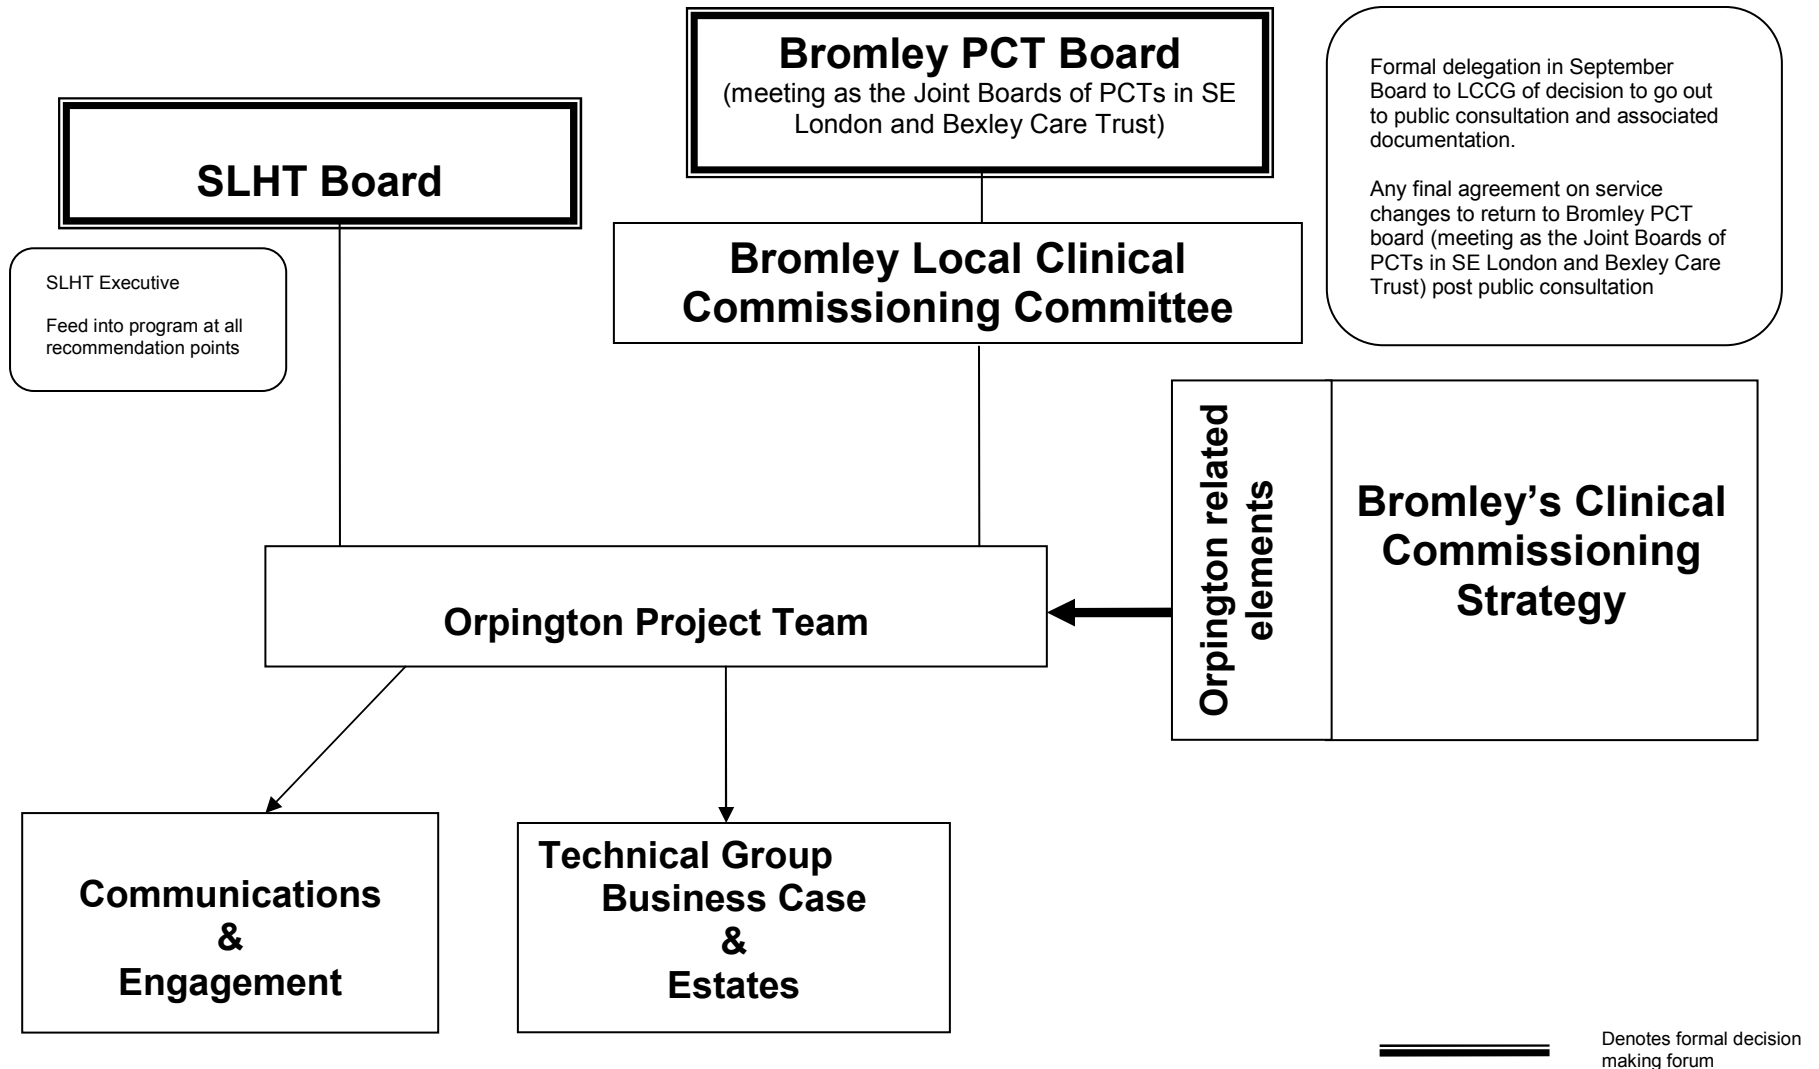 Bromley PCT Board
(meeting as the Joint Boards of PCTs in SE
London and Bexley Care Trust)
Formal delegation in September
Board to LCCG of decision to go out
to public consultation and associated
documentation.
Any final agreement on service
changes to return to Bromley PCT
board (meeting as the Joint Boards of
PCTs in SE London and Bexley Care
Trust) post public consultation
SLHT Board
SLHT Executive
Feed into program at all
recommendation points
Bromley Local Clinical
Commissioning Committee
Orpington related
elements
Bromley’s Clinical
Commissioning
Strategy
Orpington Project Team
Communications
&
Engagement
Technical Group
Business Case
&
Estates
Denotes formal decision
making forum